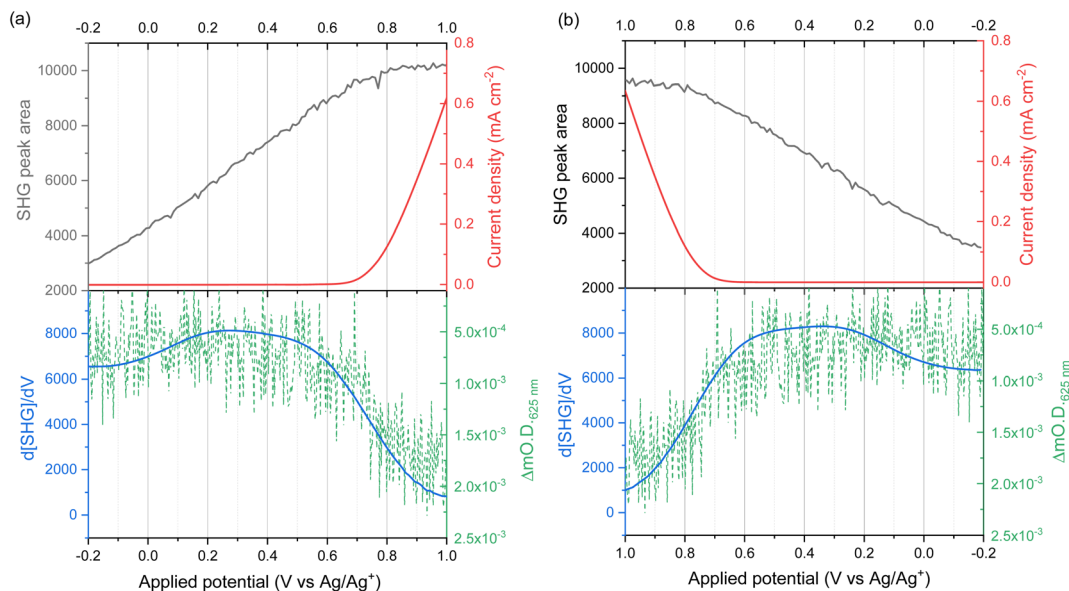 (a)
-0.2 0.0 0.2 0.4 0.6 0.8 1.0
SHG peak area
10000
8000
6000
4000
2000
0.8
0.6
0.4
0.2
0.0
Current density (mA cm⁻²)
d[SHG]/dV
8000
6000
4000
2000
0
5.0x10⁻⁴
1.0x10⁻³
1.5x10⁻³
2.0x10⁻³
2.5x10⁻³
ΔmO.D.₆₂₅ ₙₘ
-0.2 0.0 0.2 0.4 0.6 0.8 1.0
Applied potential (V vs Ag/Ag⁺)
(b)
1.0 0.8 0.6 0.4 0.2 0.0 -0.2
SHG peak area
10000
8000
6000
4000
2000
0.8
0.6
0.4
0.2
0.0
Current density (mA cm⁻²)
d[SHG]/dV
8000
6000
4000
2000
0
5.0x10⁻⁴
1.0x10⁻³
1.5x10⁻³
2.0x10⁻³
2.5x10⁻³
ΔmO.D.₆₂₅ ₙₘ
1.0 0.8 0.6 0.4 0.2 0.0 -0.2
Applied potential (V vs Ag/Ag⁺)